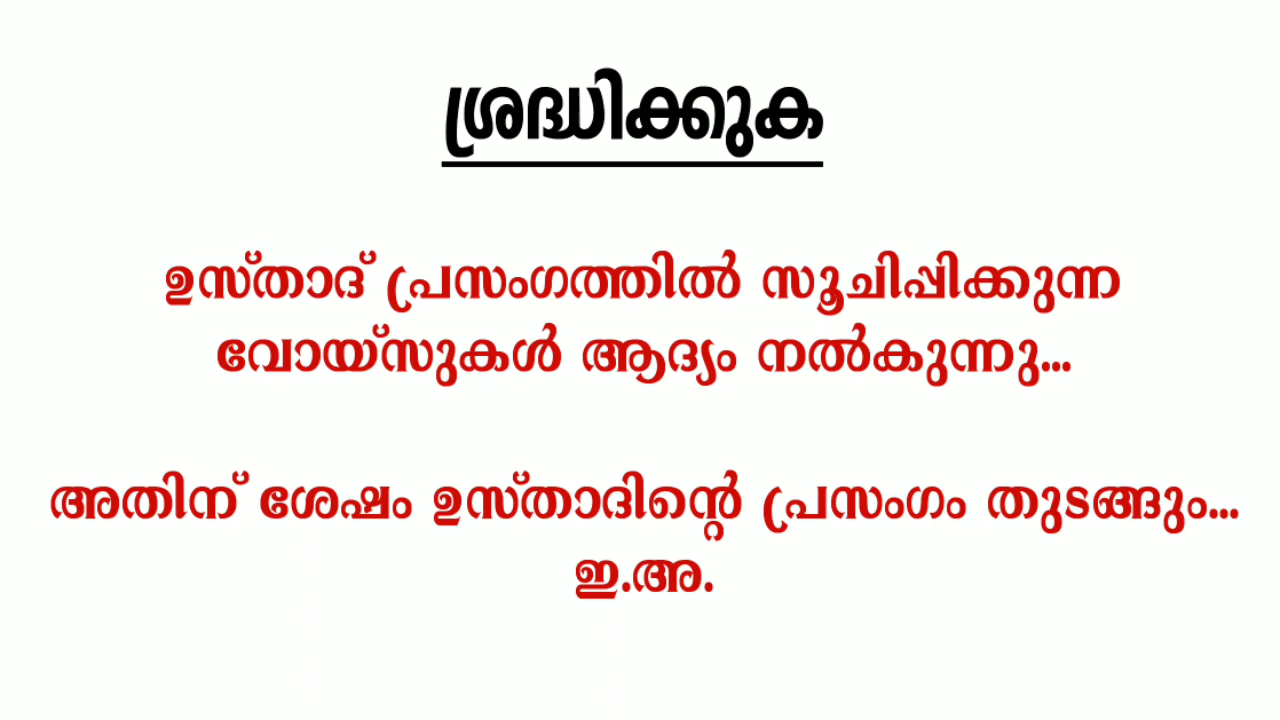 ശ്രദ്ധിക്കുക
ഉസ്താദ് പ്രസംഗത്തിൽ സൂചിപ്പിക്കുന്ന
വോയ്സുകൾ ആദ്യം നൽകുന്നു...
അതിന് ശേഷം ഉസ്താദിന്റെ പ്രസംഗം തുടങ്ങും...
ഇ.അ.